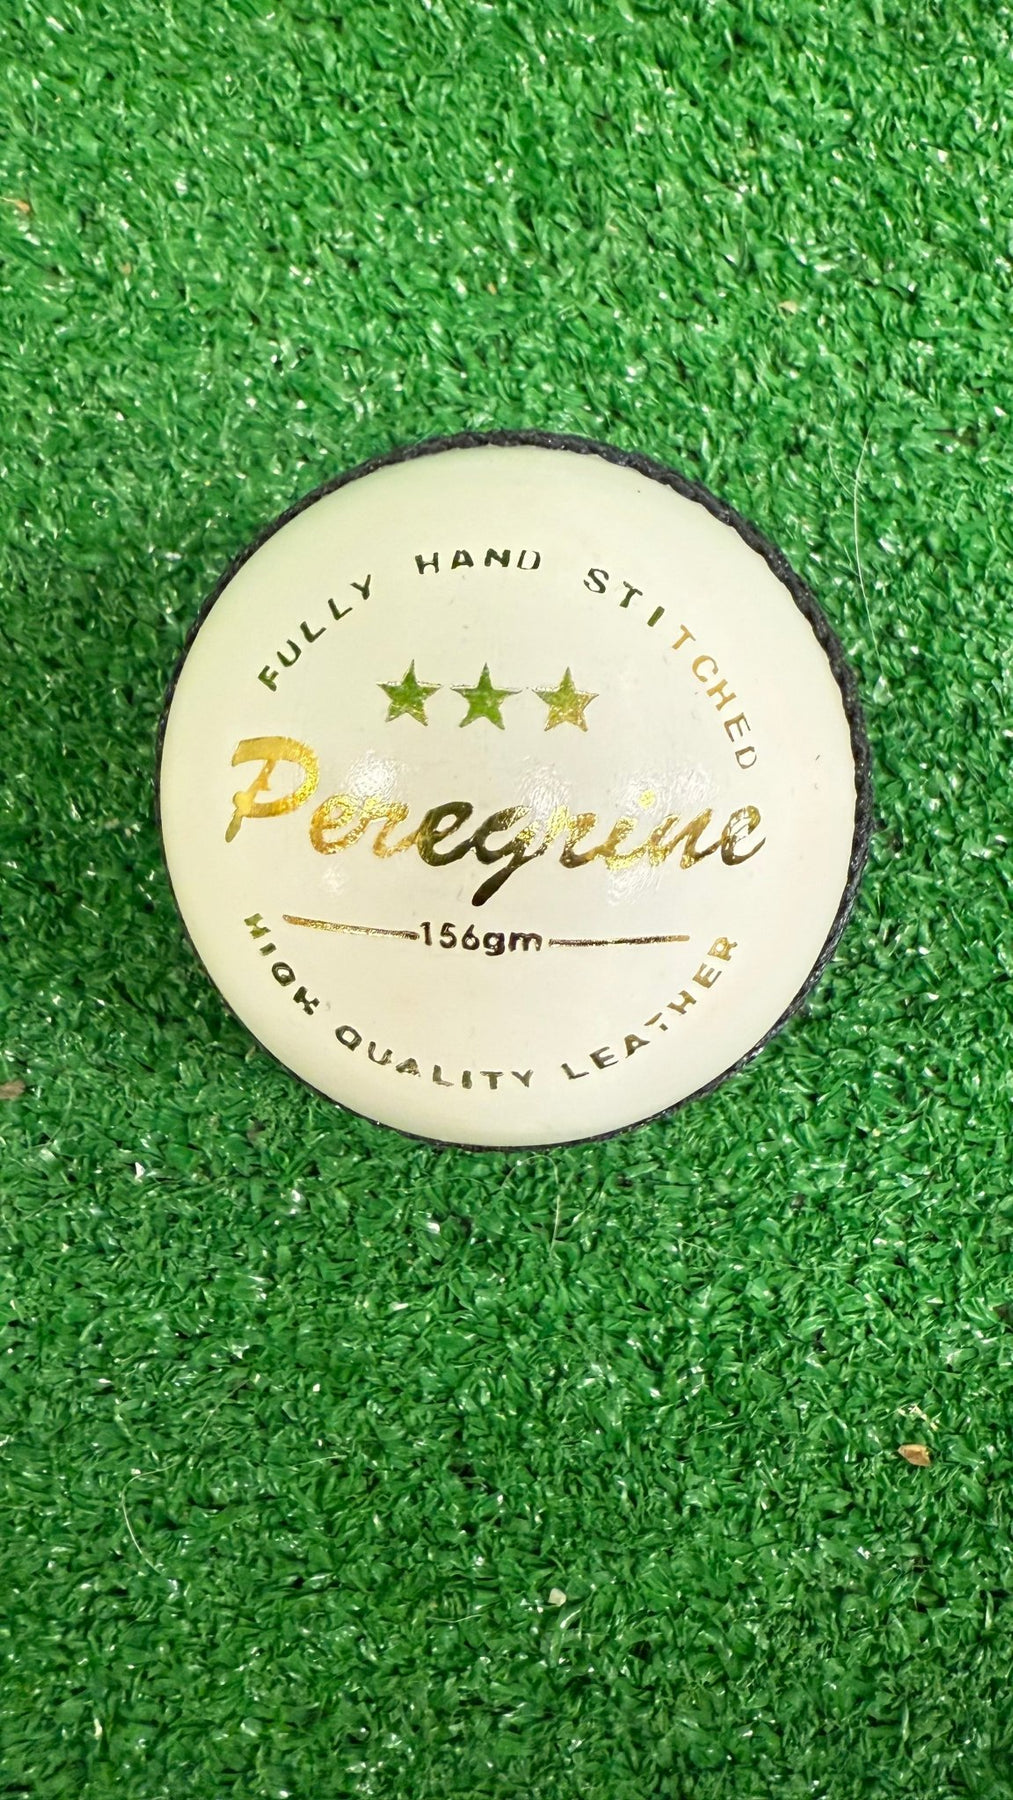 FULLY HAND STITCHED
Peregrine
156gm
HIGH QUALITY LEATHER